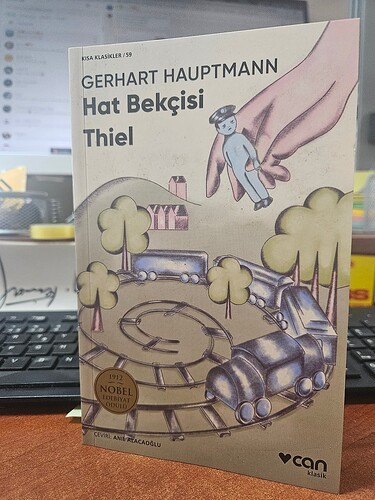 KISA KLASİKLER / 59
GERHART HAUPTMANN
Hat Bekçisi
Thiel
1912
NOBEL
EDEBİYAT
ÖDÜLÜ
ÇEVİRİ: ANIL ALACAOĞLU
can
klasik